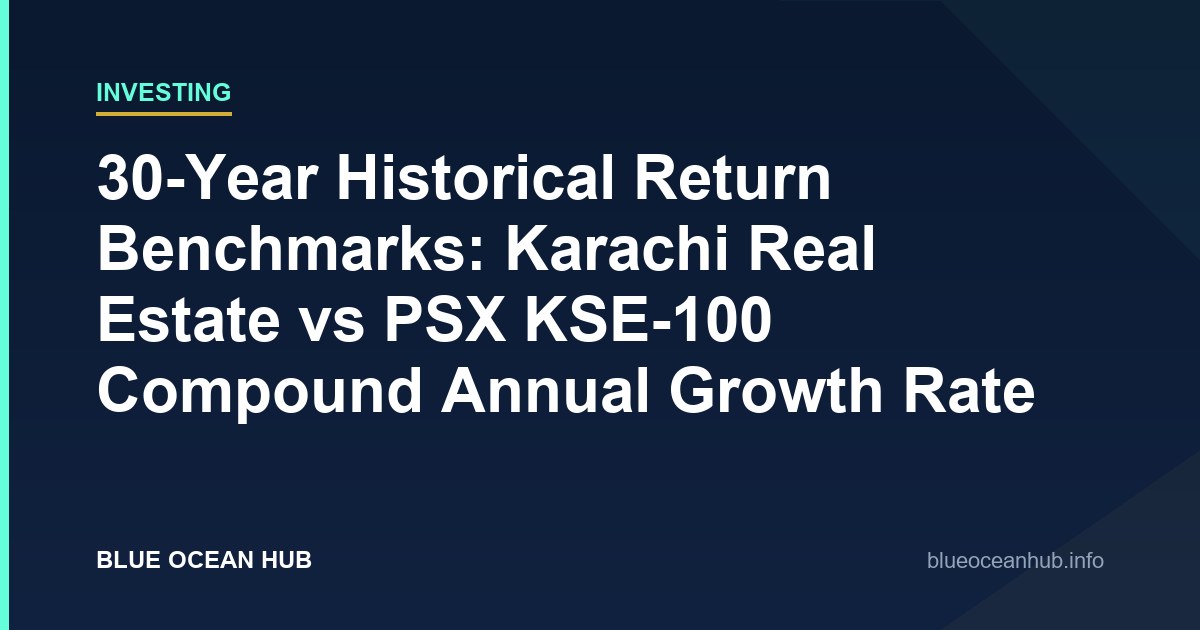 INVESTING
30-Year Historical Return
Benchmarks: Karachi Real
Estate vs PSX KSE-100
Compound Annual Growth Rate
BLUE OCEAN HUB
blueoceanhub.info